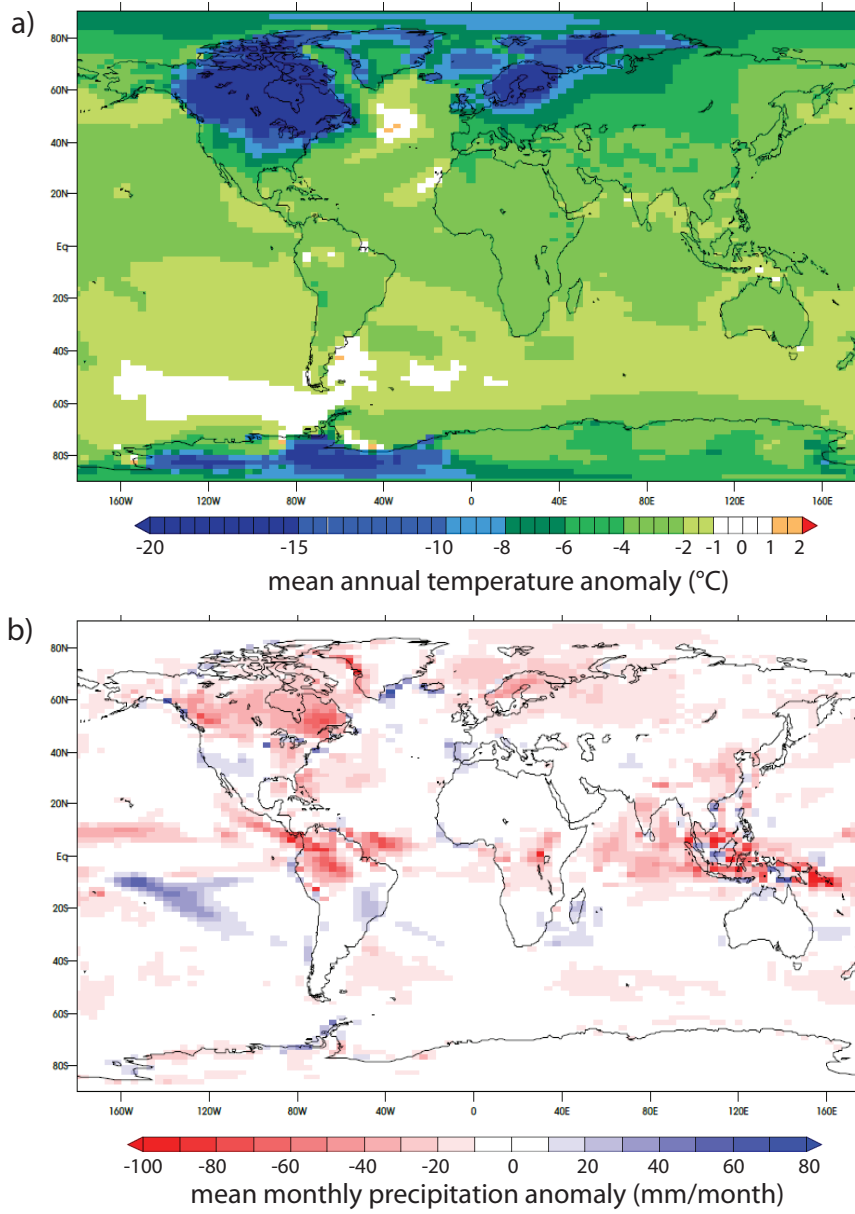 a)
80N
60N
40N
20N
Eq
20S
40S
60S
80S
160W 120W 80W 40W 0 40E 80E 120E 160E
-20 -15 -10 -8 -6 -4 -2 -1 0 1 2
mean annual temperature anomaly (°C)
b)
80N
60N
40N
20N
Eq
20S
40S
60S
80S
160W 120W 80W 40W 0 40E 80E 120E 160E
-100 -80 -60 -40 -20 0 20 40 60 80
mean monthly precipitation anomaly (mm/month)